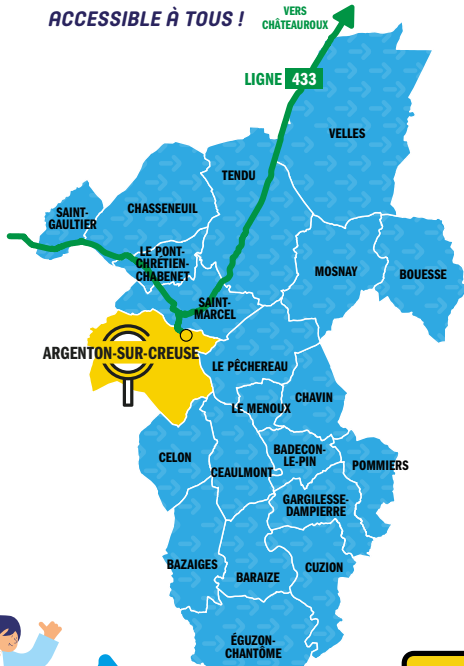 ACCESSIBLE À TOUS !
VERS
CHÂTEAUROUX
LIGNE 433
VELLES
TENDU
CHASSENEUIL
SAINT-
GAULTIER
LE PONT-
CHRÉTIEN-
CHABENET
MOSNAY
BOUESSE
SAINT-
MARCEL
ARGENTON-SUR-CREUSE
LE PÊCHEREAU
CHAVIN
LE MENOUX
CELON
BADECON-
LE-PIN
POMMIERS
CEAULMONT
GARGILESSE-
DAMPIERRE
BAZAIGES
CUZION
BARAIZE
ÉGUZON-
CHANTÔME